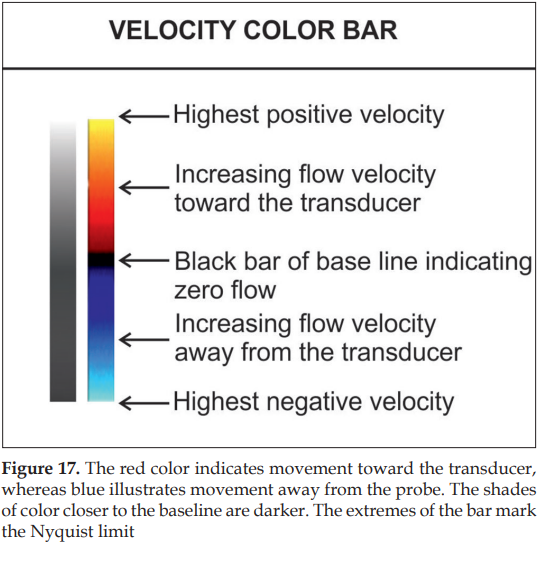 VELOCITY COLOR BAR
Highest positive velocity
Increasing flow velocity
toward the transducer
Black bar of base line indicating
zero flow
Increasing flow velocity
away from the transducer
Highest negative velocity
Figure 17. The red color indicates movement toward the transducer,
whereas blue illustrates movement away from the probe. The shades
of color closer to the baseline are darker. The extremes of the bar mark
the Nyquist limit